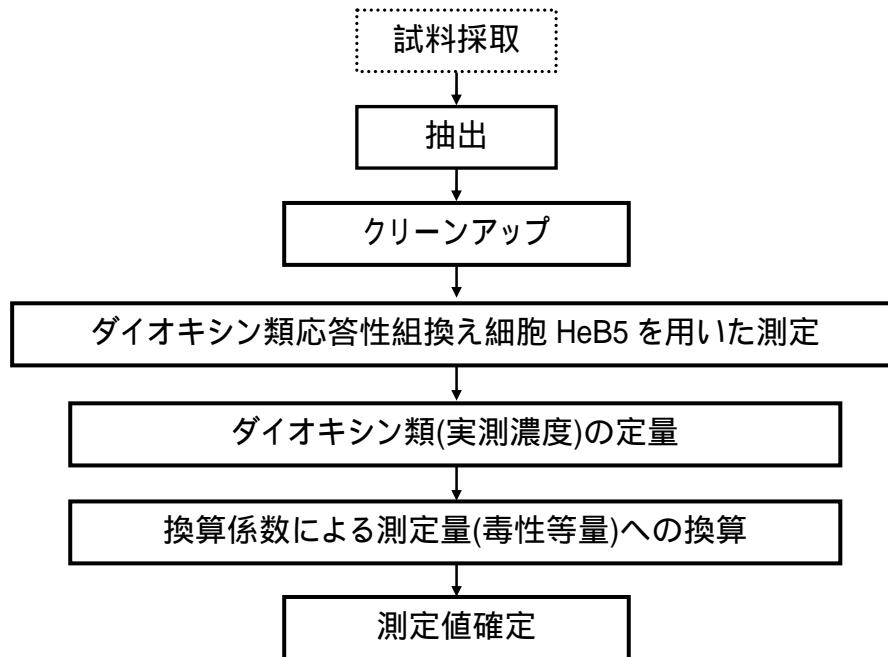 試料採取
抽出
クリーンアップ
ダイオキシン類応答性組換え細胞 HeB5 を用いた測定
ダイオキシン類(実測濃度)の定量
換算係数による測定量(毒性等量)への換算
測定値確定